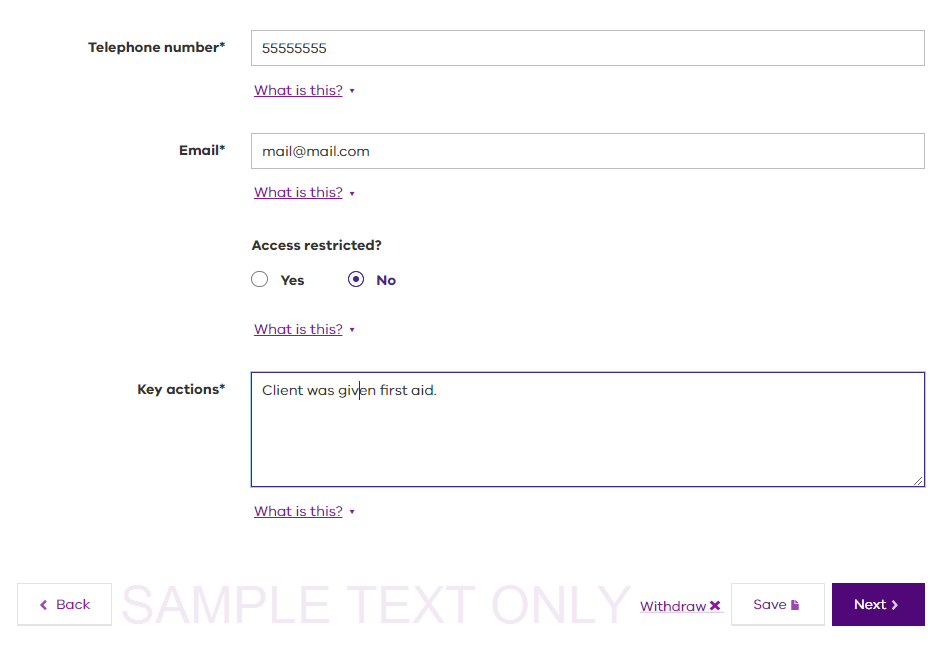 Telephone number* 55555555
What is this?
Email* mail@mail.com
What is this?
Access restricted?
Yes No
What is this?
Key actions* Client was given first aid.
What is this?
Back SAMPLE TEXT ONLY Withdraw Save Next